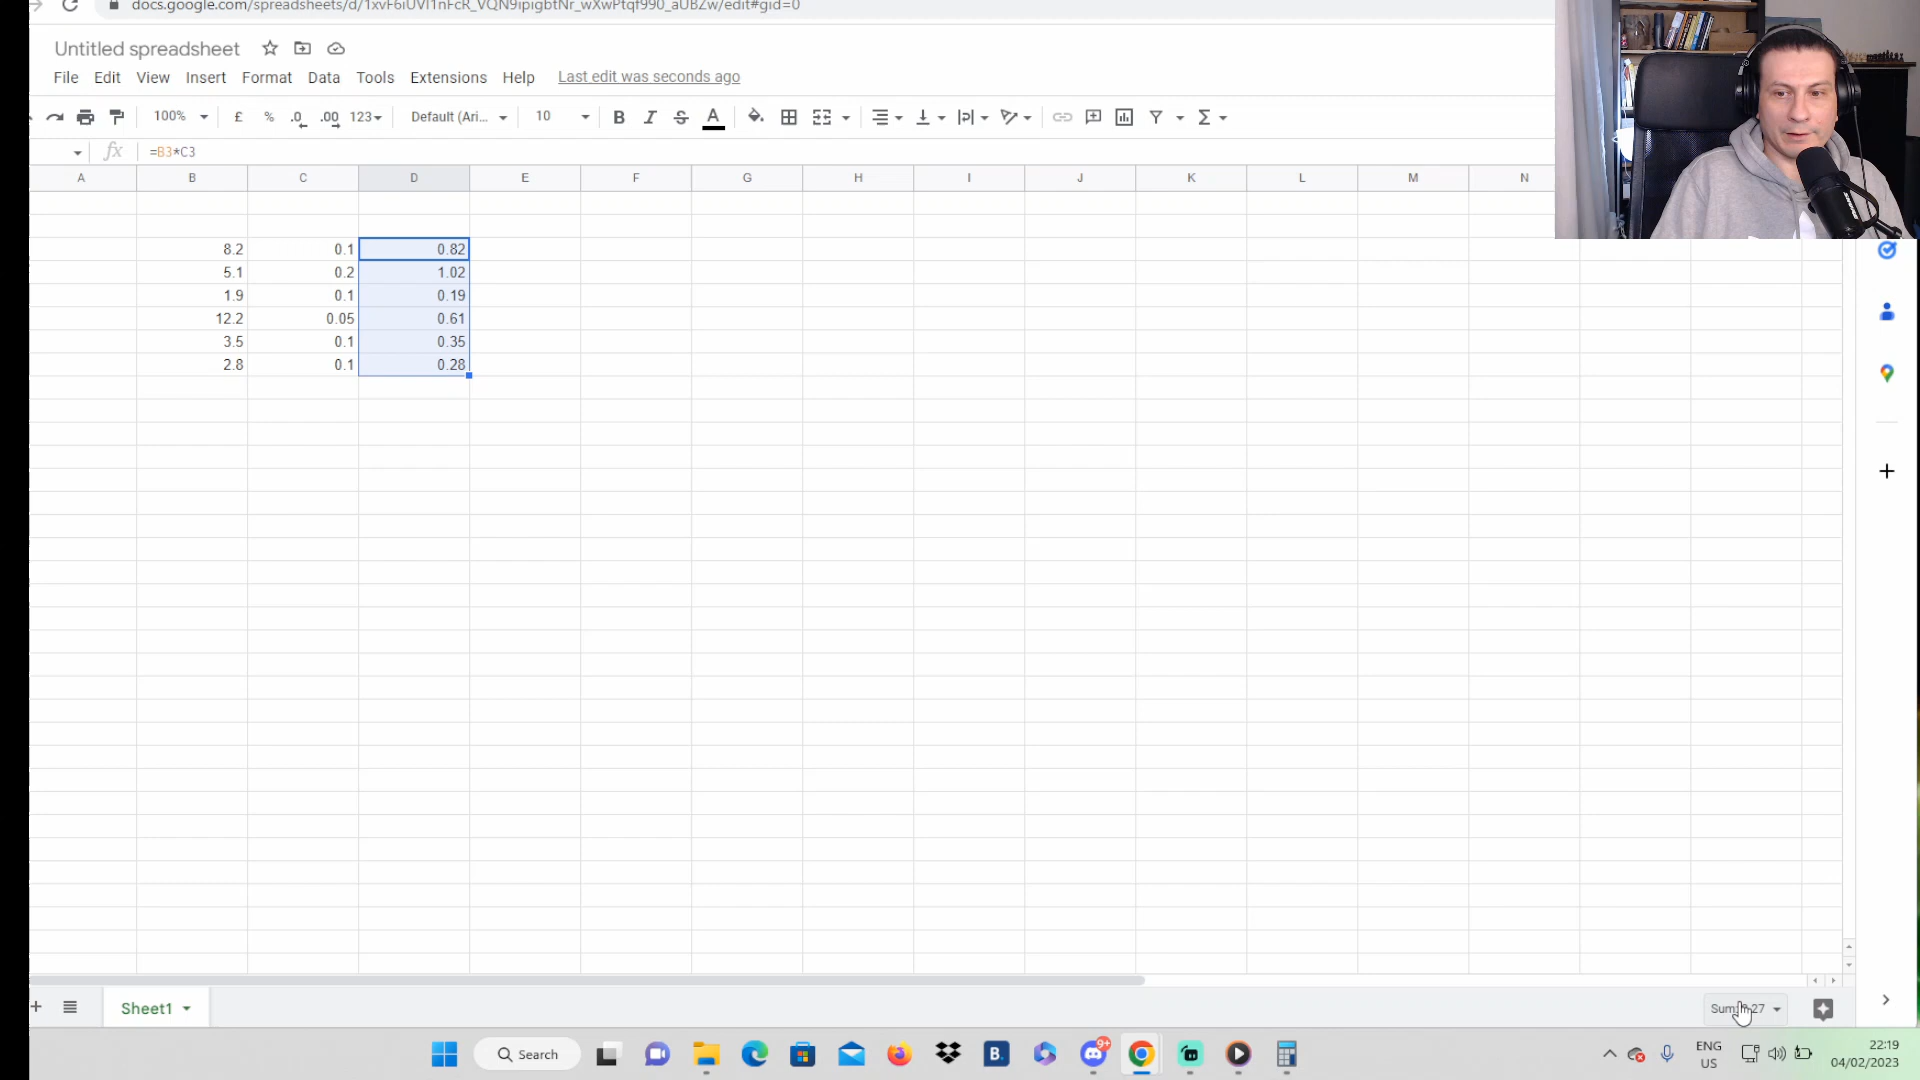 docs.google.com/spreadsheets/d/1xvF6iUVl1nFcR_VQN9ipigbtNr_wXwPtqf990_aUBZw/edit#gid=0
Untitled spreadsheet
File Edit View Insert Format Data Tools Extensions Help Last edit was seconds ago
100% £ % .0 .00 123 Default (Ari... 10 B I S A Σ
fx =B3*C3
A B C D E F G H I J K L M N
8.2 0.1 0.82
5.1 0.2 1.02
1.9 0.1 0.19
12.2 0.05 0.61
3.5 0.1 0.35
2.8 0.1 0.28
Sheet1
Search
B.
9+
ENG
US
22:19
04/02/2023